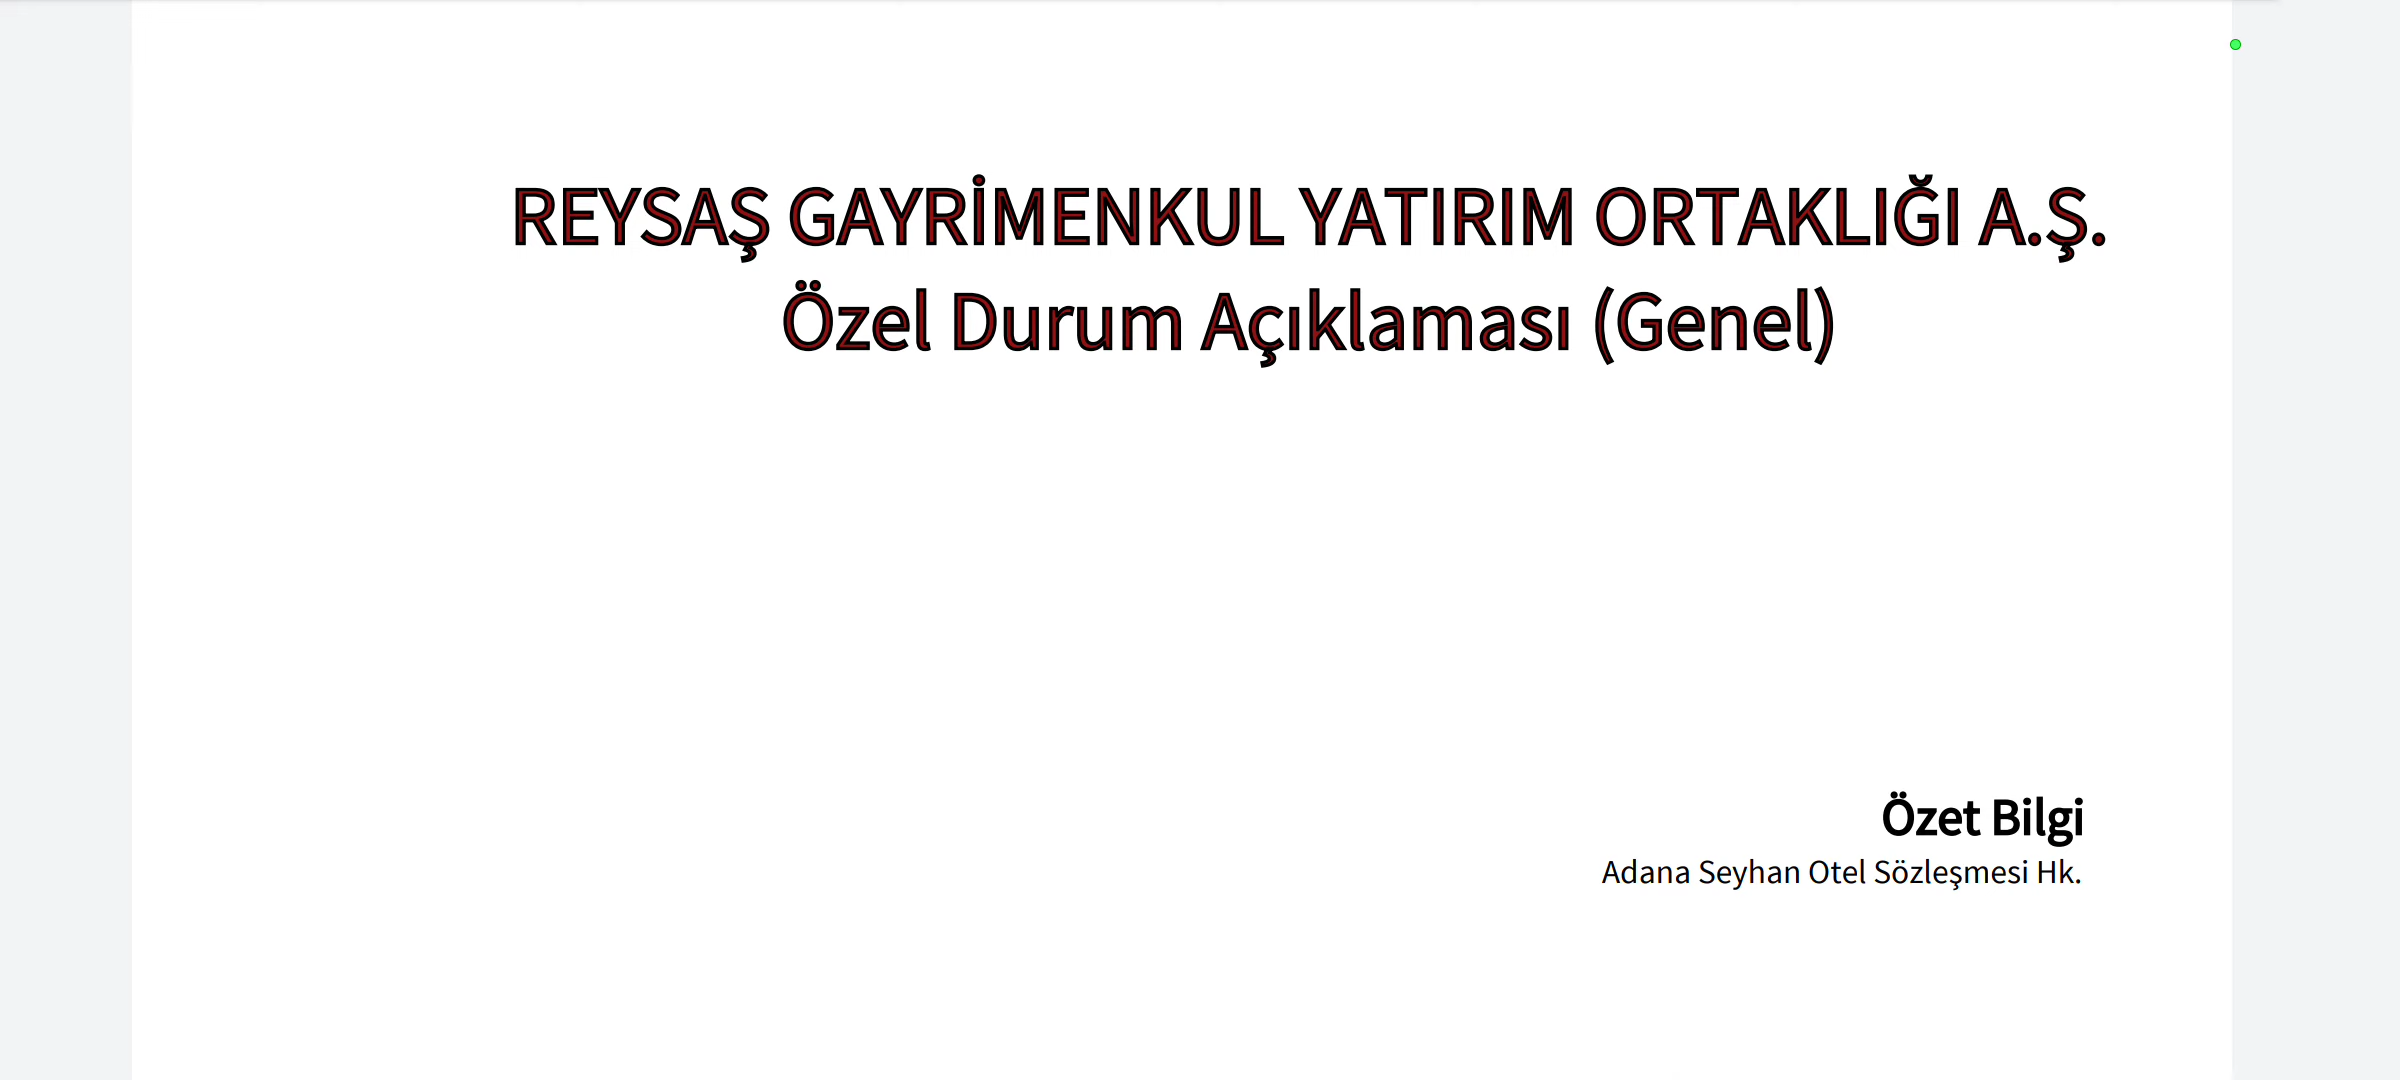 REYSAŞ GAYRİMENKUL YATIRIM ORTAKLIĞI A.Ş.
Özel Durum Açıklaması (Genel)
Özet Bilgi
Adana Seyhan Otel Sözleşmesi Hk.